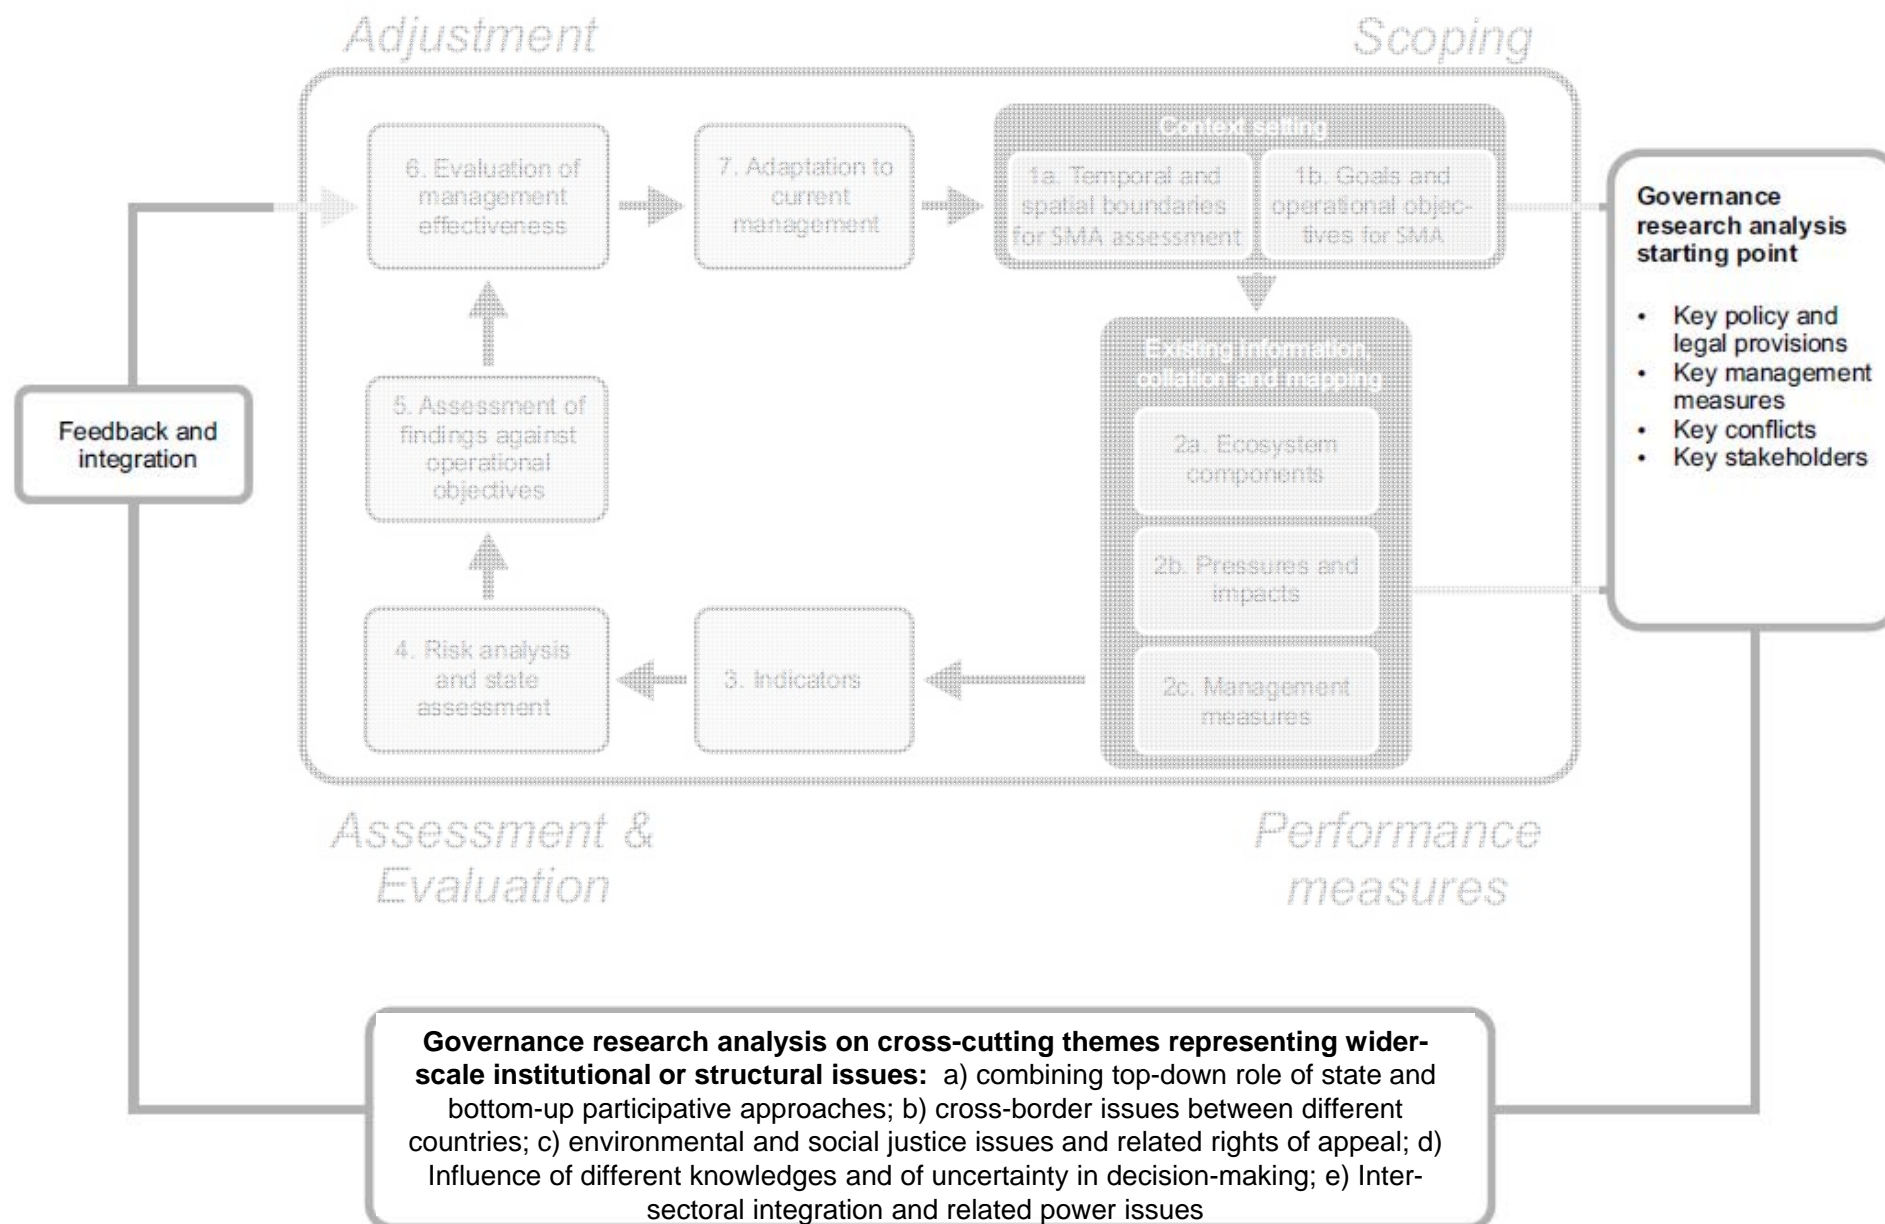 Adjustment
Scoping
6. Evaluation of
management
effectiveness
7. Adaptation to
current
management
Context setting
1a. Temporal and
spatial boundaries
for SMA assessment
1b. Goals and
operational objec-
tives for SMA
Governance
research analysis
starting point
• Key policy and
legal provisions
• Key management
measures
• Key conflicts
• Key stakeholders
Existing information,
collation and mapping
2a. Ecosystem
components
2b. Pressures and
impacts
2c. Management
measures
3. Indicators
4. Risk analysis
and state
assessment
5. Assessment of
findings against
operational
objectives
Feedback and
integration
Assessment &
Evaluation
Performance
measures
Governance research analysis on cross-cutting themes representing wider-
scale institutional or structural issues: a) combining top-down role of state and
bottom-up participative approaches; b) cross-border issues between different
countries; c) environmental and social justice issues and related rights of appeal; d)
Influence of different knowledges and of uncertainty in decision-making; e) Inter-
sectoral integration and related power issues